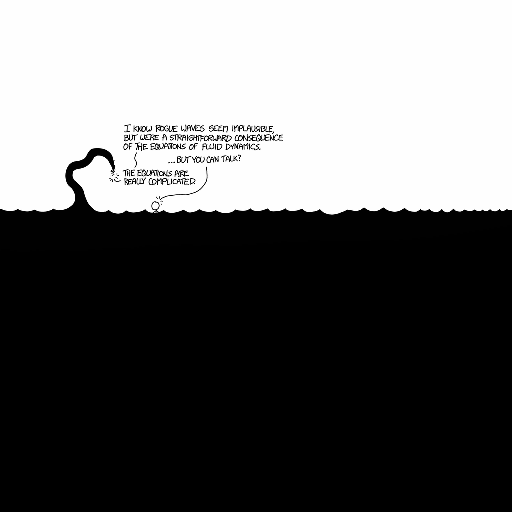 I KNOW ROGUE WAVES SEEM IMPLAUSIBLE,
BUT WE'RE A STRAIGHTFORWARD CONSEQUENCE
OF THE EQUATIONS OF FLUID DYNAMICS.
...BUT YOU CAN TALK?
THE EQUATIONS ARE
REALLY COMPLICATED.